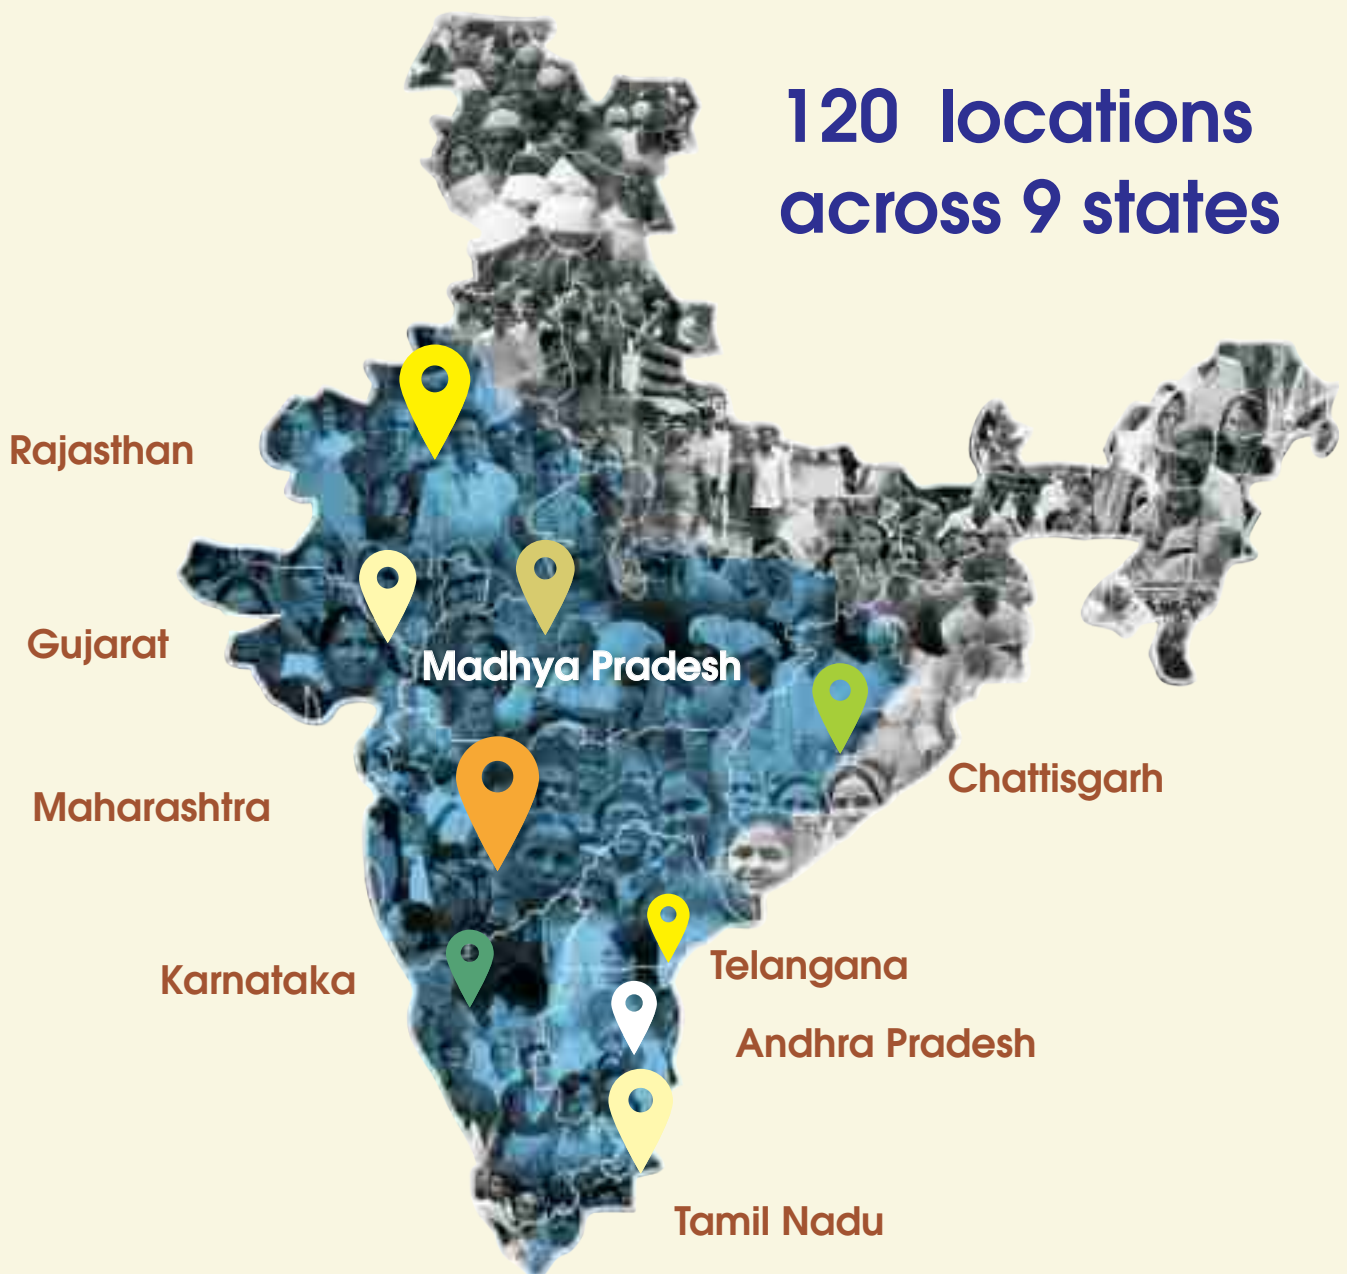 120 locations
across 9 states
Rajasthan
Gujarat
Madhya Pradesh
Chattisgarh
Maharashtra
Telangana
Karnataka
Andhra Pradesh
Tamil Nadu